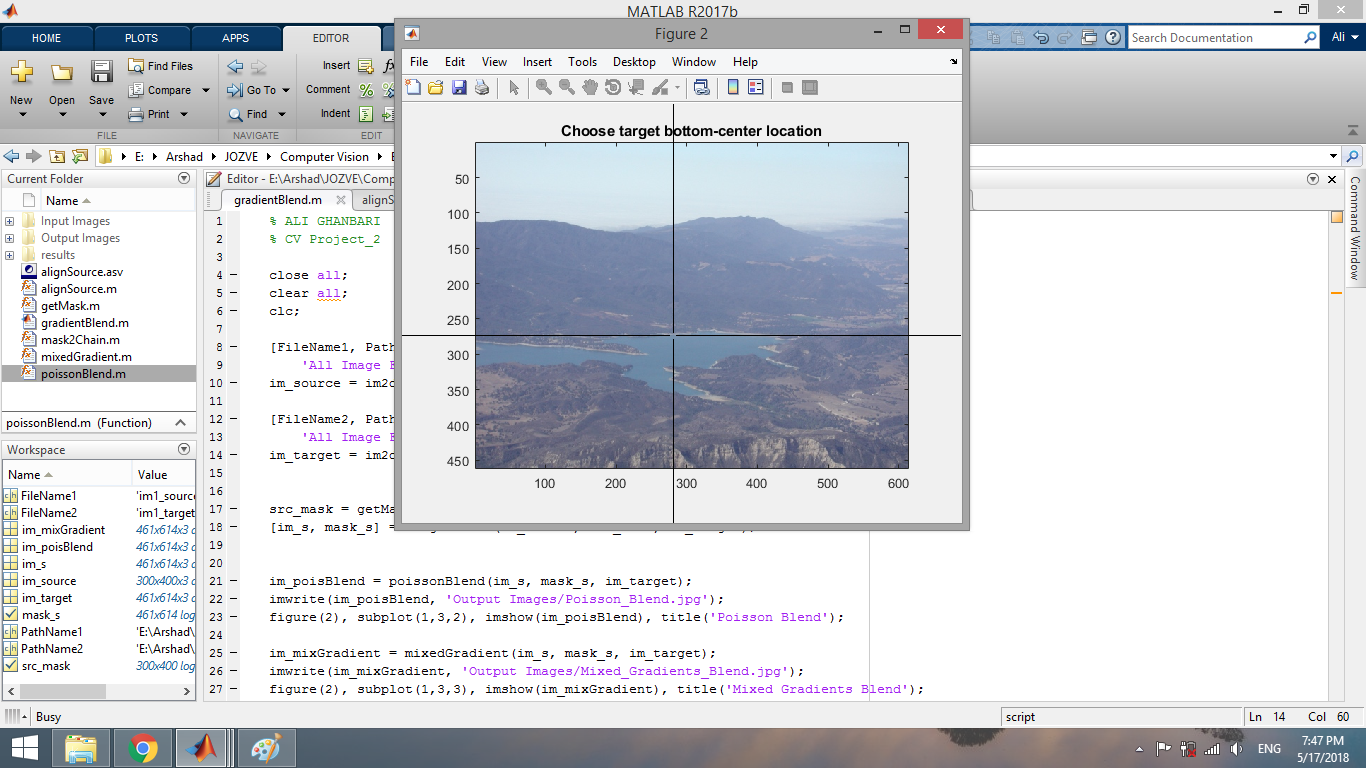 MATLAB R2017b
HOME PLOTS APPS EDITOR
Search Documentation
Ali
New Open Save
Find Files
Compare
Print
Go To
Find
Insert
Comment
Indent
FILE NAVIGATE EDIT
E: Arshad JOZVE Computer Vision
Current Folder
Name
Input Images
Output Images
results
alignSource.asv
alignSource.m
getMask.m
gradientBlend.m
mask2Chain.m
mixedGradient.m
poissonBlend.m
poissonBlend.m (Function)
Workspace
Name Value
FileName1 'im1_sourc
FileName2 'im1_target
im_mixGradient 461x614x3 d
im_poisBlend 461x614x3 d
im_s 461x614x3 d
im_source 300x400x3 d
im_target 461x614x3 d
mask_s 461x614 log
PathName1 'E:\Arshad\
PathName2 'E:\Arshad\
src_mask 300x400 log
Editor - E:\Arshad\JOZVE\Comp
gradientBlend.m alignS
1 % ALI GHANBARI
2 % CV Project_2
3
4 close all;
5 clear all;
6 clc;
7
8 [FileName1, Path
9 'All Image
10 im_source = im2d
11
12 [FileName2, Path
13 'All Image
14 im_target = im2d
15
16
17 src_mask = getMa
18 [im_s, mask_s] =
19
20
21 im_poisBlend = poissonBlend(im_s, mask_s, im_target);
22 imwrite(im_poisBlend, 'Output Images/Poisson_Blend.jpg');
23 figure(2), subplot(1,3,2), imshow(im_poisBlend), title('Poisson Blend');
24
25 im_mixGradient = mixedGradient(im_s, mask_s, im_target);
26 imwrite(im_mixGradient, 'Output Images/Mixed_Gradients_Blend.jpg');
27 figure(2), subplot(1,3,3), imshow(im_mixGradient), title('Mixed Gradients Blend');
Figure 2
File Edit View Insert Tools Desktop Window Help
Choose target bottom-center location
50
100
150
200
250
300
350
400
450
100 200 300 400 500 600
Command Window
Busy
script
Ln 14 Col 60
ENG
7:47 PM
5/17/2018